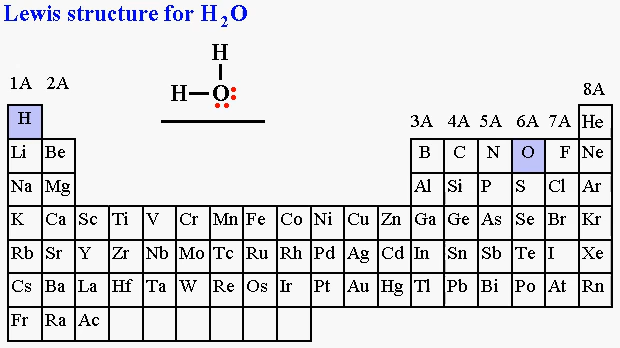 Lewis structure for H2O
H
H O
1A 2A 8A
H 3A 4A 5A 6A 7A He
Li Be B C N O F Ne
Na Mg Al Si P S Cl Ar
K Ca Sc Ti V Cr Mn Fe Co Ni Cu Zn Ga Ge As Se Br Kr
Rb Sr Y Zr Nb Mo Tc Ru Rh Pd Ag Cd In Sn Sb Te I Xe
Cs Ba La Hf Ta W Re Os Ir Pt Au Hg Tl Pb Bi Po At Rn
Fr Ra Ac